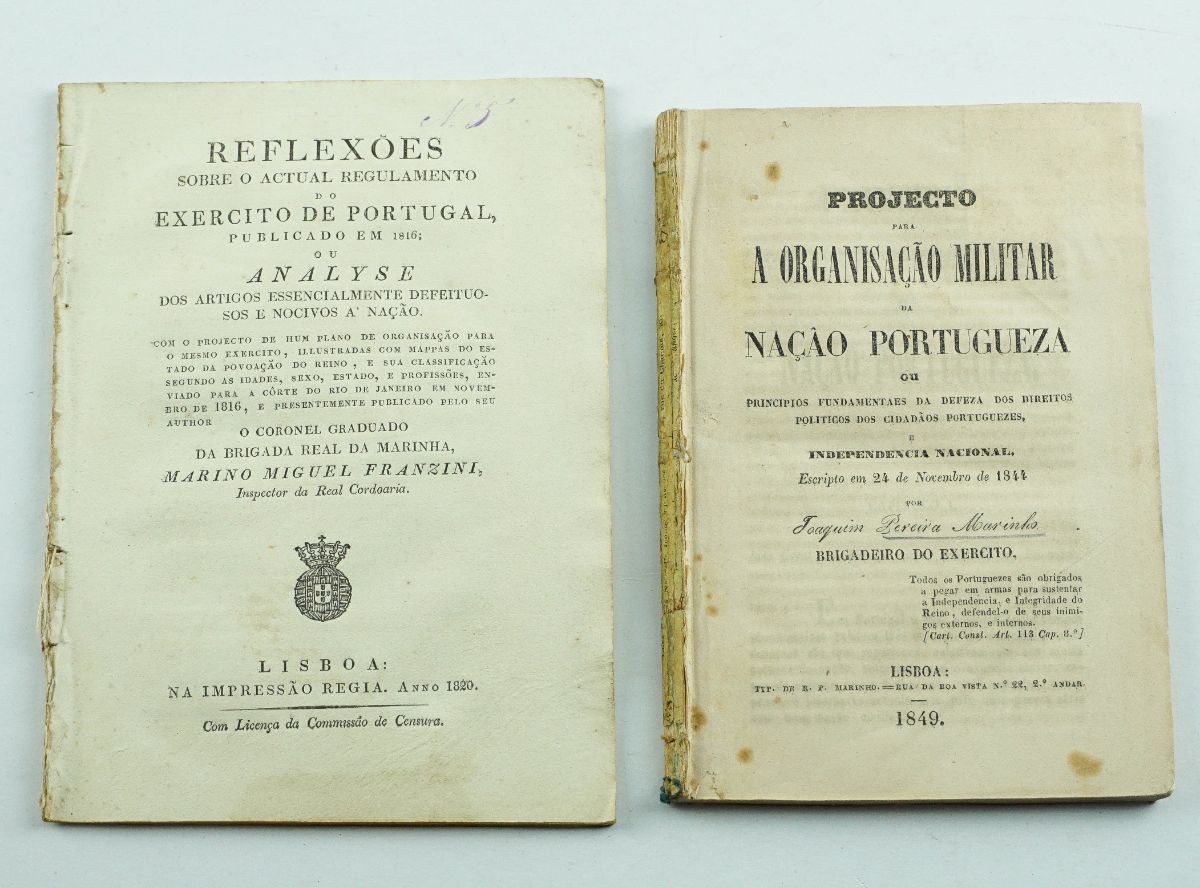 Nº 5
REFLEXÕES
SOBRE O ACTUAL REGULAMENTO
DO
EXERCITO DE PORTUGAL,
PUBLICADO EM 1816;
OU
ANALYSE
DOS ARTIGOS ESSENCIALMENTE DEFEITUO-
SOS E NOCIVOS A' NAÇÃO.
COM O PROJECTO DE HUM PLANO DE ORGANISAÇÃO PARA
O MESMO EXERCITO, ILLUSTRADAS COM MAPPAS DO ES-
TADO DA POVOAÇÃO DO REINO, E SUA CLASSIFICAÇÃO
SEGUNDO AS IDADES, SEXO, ESTADO, E PROFISSÕES, EN-
VIADO PARA A CÔRTE DO RIO DE JANEIRO EM NOVEM-
BRO DE 1816, E PRESENTEMENTE PUBLICADO PELO SEU
AUTHOR
O CORONEL GRADUADO
DA BRIGADA REAL DA MARINHA,
MARINO MIGUEL FRANZINI,
Inspector da Real Cordoaria.
LISBOA:
NA IMPRESSÃO REGIA. ANNO 1820.
Com Licença da Commissão de Censura.
PROJECTO
PARA
A ORGANISAÇÃO MILITAR
DA
NAÇÃO PORTUGUEZA
OU
PRINCIPIOS FUNDAMENTAES DA DEFEZA DOS DIREITOS
POLITICOS DOS CIDADÃOS PORTUGUEZES,
E
INDEPENDENCIA NACIONAL,
Escripto em 24 de Novembro de 1844
POR
Joaquim Pereira Marinho
BRIGADEIRO DO EXERCITO,
Todos os Portuguezes são obrigados
a pegar em armas para sustentar
a Independencia, e Integridade do
Reino, defendel-o de seus inimi-
gos externos, e internos.
[Cart. Const. Art. 113 Cap. 8.º]
LISBOA:
TYP. DE R. F. MARINHO.=RUA DA BOA VISTA N.º 22, 2.º ANDAR.
1849.